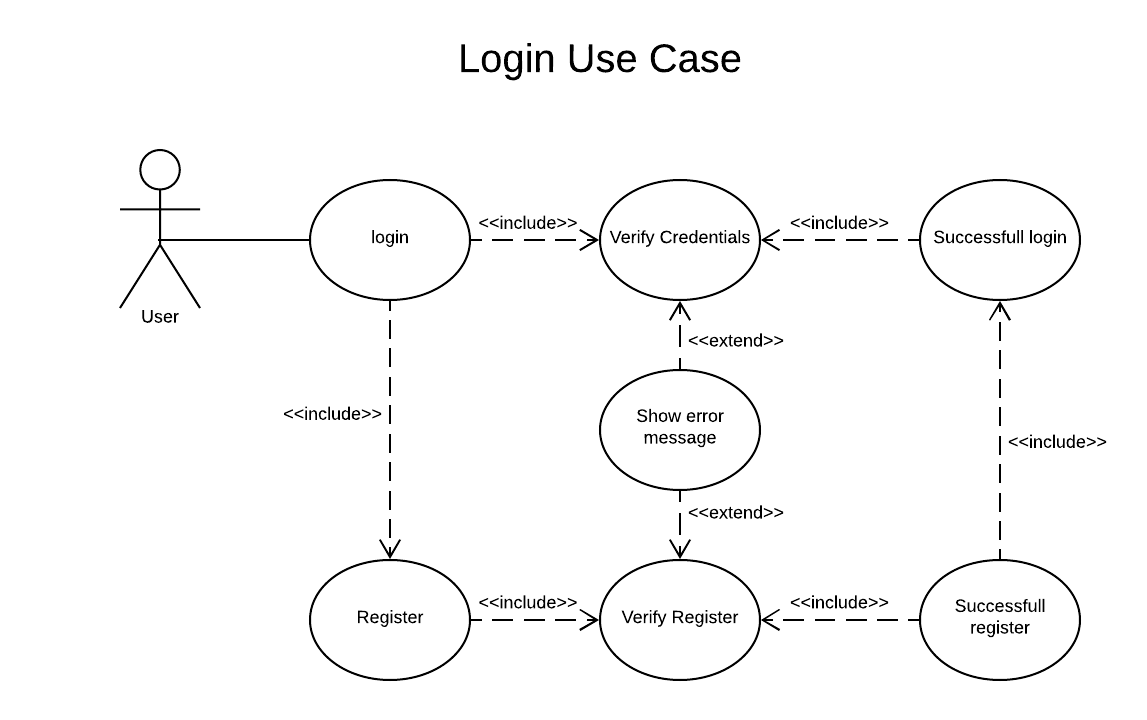 Login Use Case
<<include>>
<<include>>
login
Verify Credentials
Successfull login
User
<<extend>>
<<include>>
Show error
message
<<include>>
<<extend>>
<<include>>
<<include>>
Register
Verify Register
Successfull
register